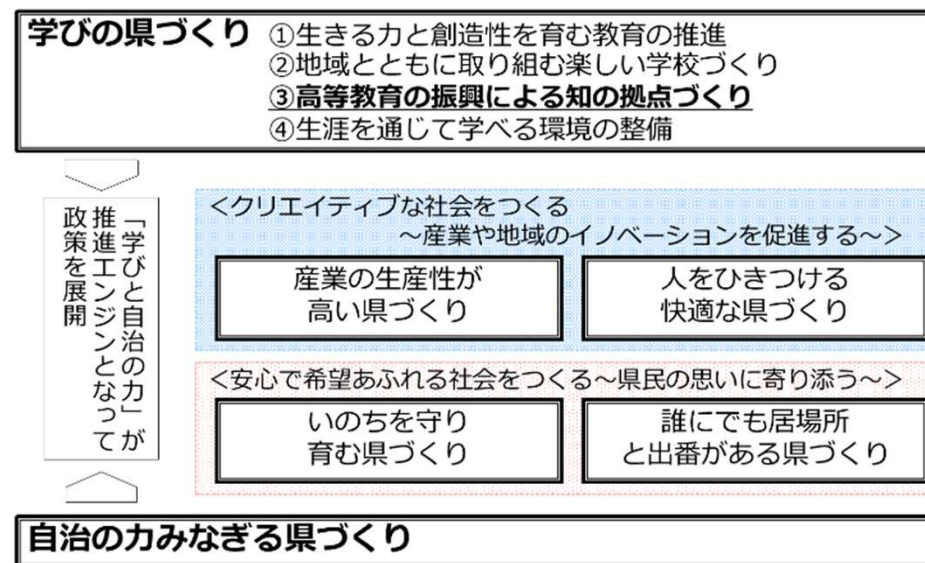 学びの県づくり ①生きる力と創造性を育む教育の推進
②地域とともに取り組む楽しい学校づくり
③高等教育の振興による知の拠点づくり
④生涯を通じて学べる環境の整備
「学びと自治の力」が
推進エンジンとなって
政策を展開
<クリエイティブな社会をつくる
～産業や地域のイノベーションを促進する～>
産業の生産性が
高い県づくり
人をひきつける
快適な県づくり
<安心で希望あふれる社会をつくる～県民の思いに寄り添う～>
いのちを守り
育む県づくり
誰にでも居場所
と出番がある県づくり
自治の力みなぎる県づくり